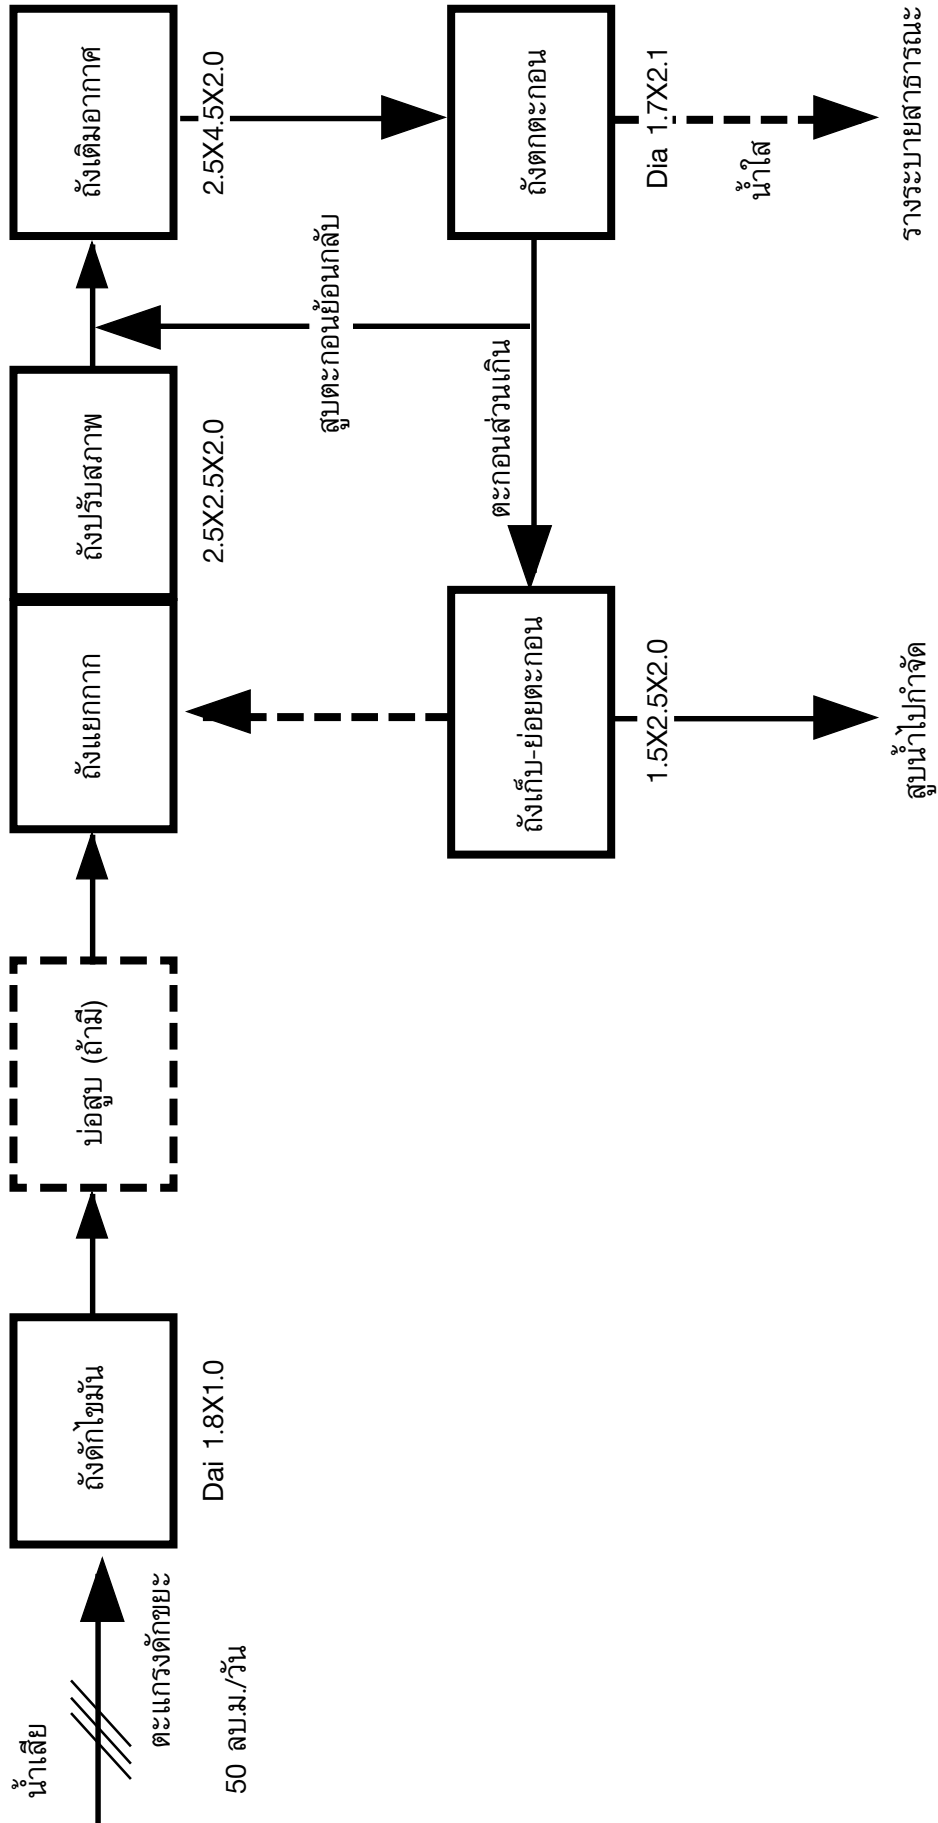 น้ำเสีย
ตะแกรงดักขยะ
50 ลบ.ม./วัน
ถังดักไขมัน
Dai 1.8X1.0
บ่อสูบ (ถ้ามี)
ถังแยกกาก
ถังปรับสภาพ
2.5X2.5X2.0
ถังเติมอากาศ
2.5X4.5X2.0
สูบตะกอนย้อนกลับ
ตะกอนส่วนเกิน
ถังเก็บ-ย่อยตะกอน
1.5X2.5X2.0
สูบน้ำไปกำจัด
ถังตกตะกอน
Dia 1.7X2.1
น้ำใส
รางระบายสาธารณะ